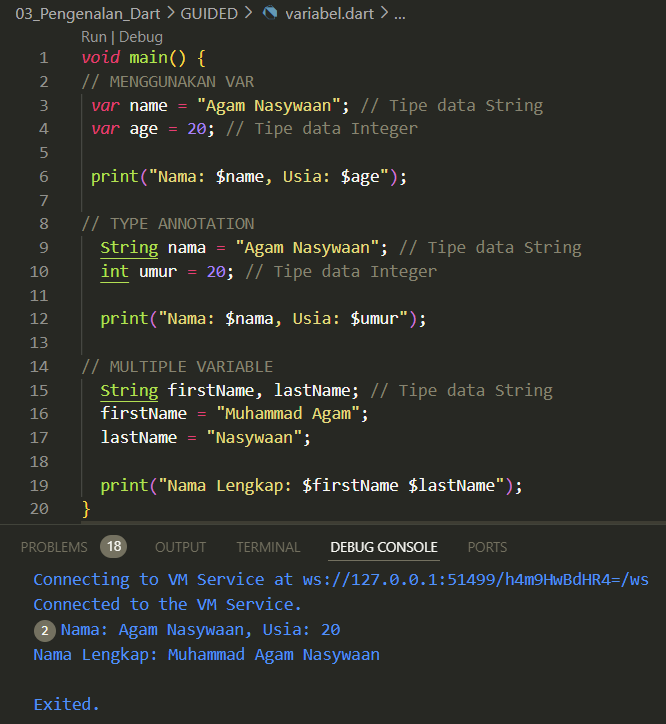 03_Pengenalan_Dart > GUIDED > variabel.dart > ...
Run | Debug
1 void main() {
2 // MENGGUNAKAN VAR
3 var name = "Agam Nasywaan"; // Tipe data String
4 var age = 20; // Tipe data Integer
5
6 print("Nama: $name, Usia: $age");
7
8 // TYPE ANNOTATION
9 String nama = "Agam Nasywaan"; // Tipe data String
10 int umur = 20; // Tipe data Integer
11
12 print("Nama: $nama, Usia: $umur");
13
14 // MULTIPLE VARIABLE
15 String firstName, lastName; // Tipe data String
16 firstName = "Muhammad Agam";
17 lastName = "Nasywaan";
18
19 print("Nama Lengkap: $firstName $lastName");
20 }
PROBLEMS 18 OUTPUT TERMINAL DEBUG CONSOLE PORTS
Connecting to VM Service at ws://127.0.0.1:51499/h4m9HwBdHR4=/ws
Connected to the VM Service.
2 Nama: Agam Nasywaan, Usia: 20
Nama Lengkap: Muhammad Agam Nasywaan
Exited.